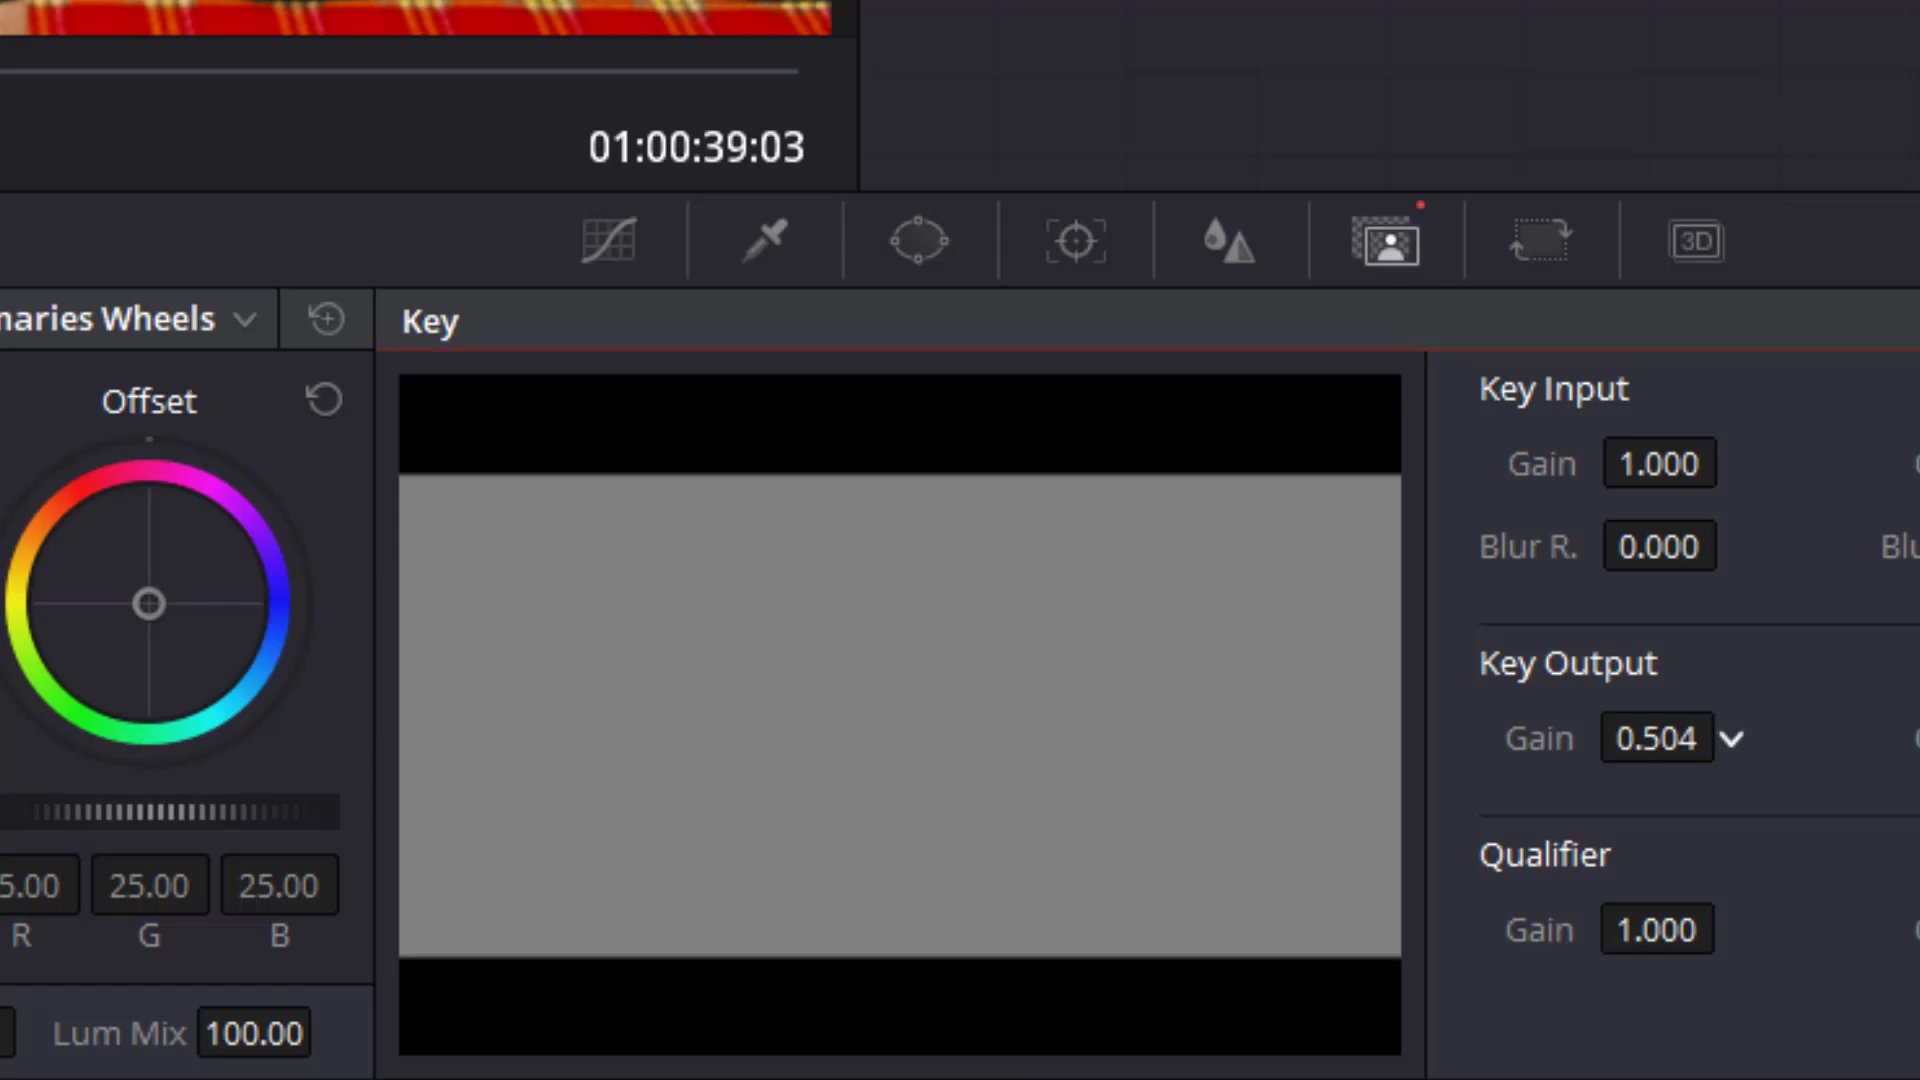 01:00:39:03
3D
naries Wheels
Key
Offset
Key Input
Gain 1.000
Blur R. 0.000 Blu
Key Output
Gain 0.504
5.00 25.00 25.00
R G B
Qualifier
Gain 1.000
Lum Mix 100.00